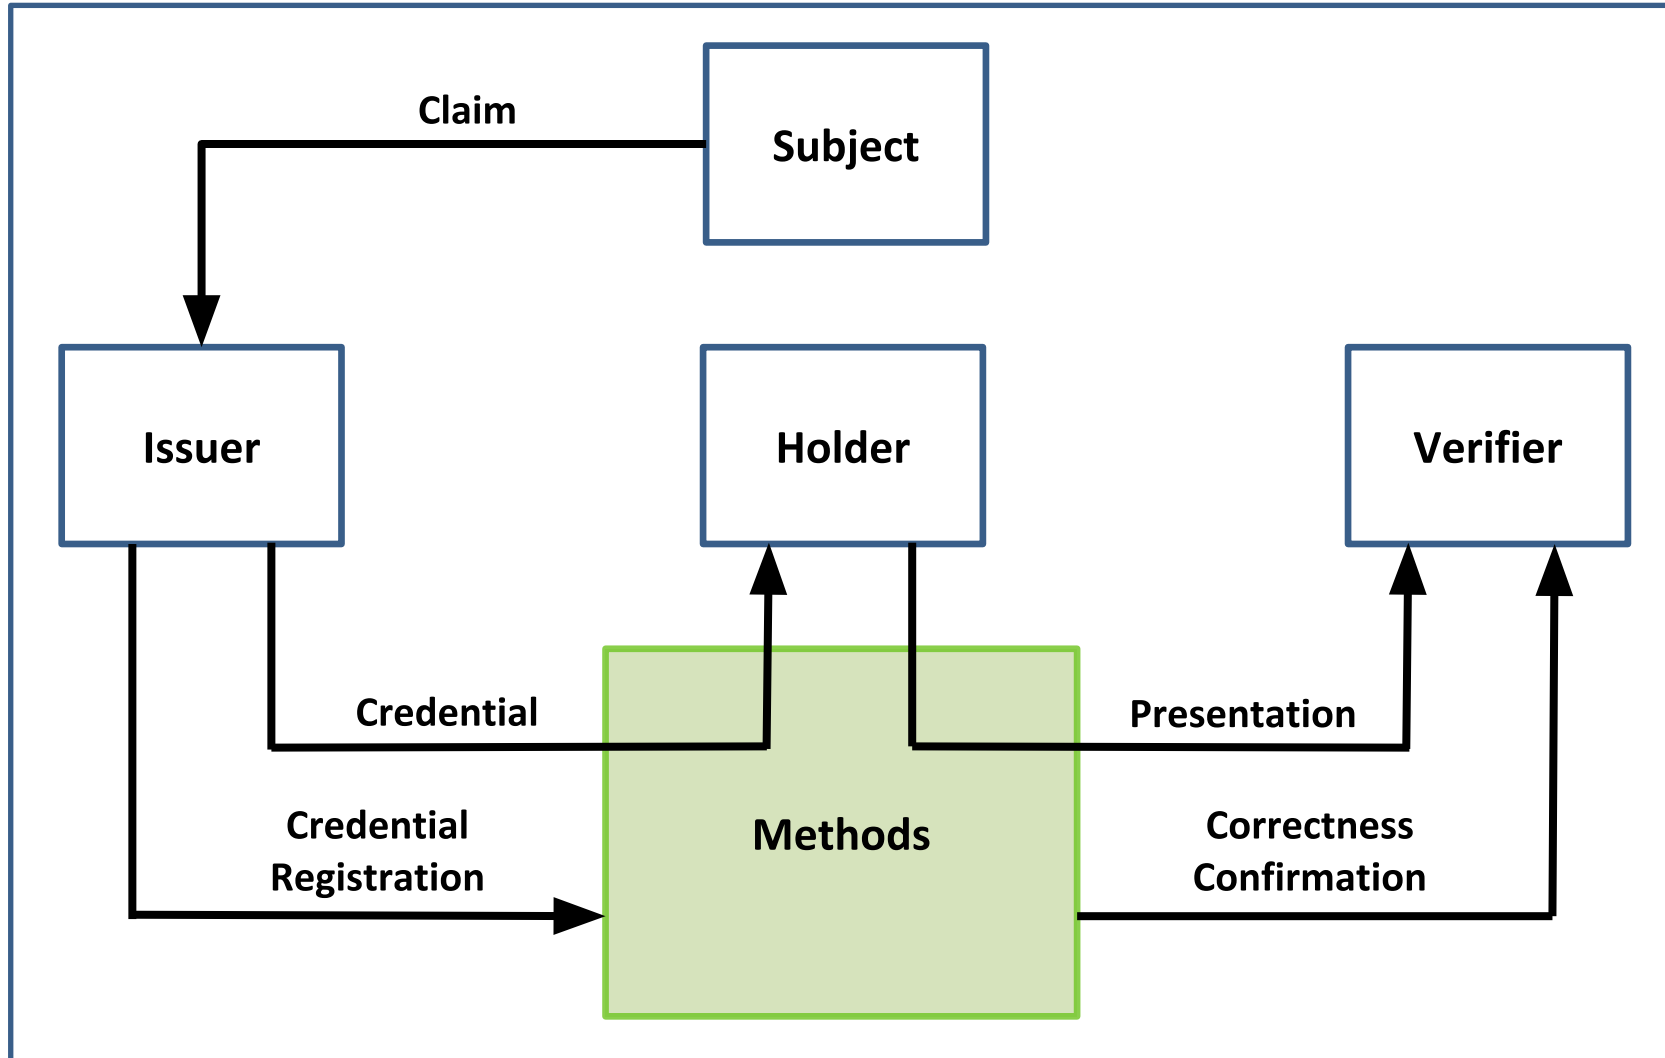 Claim
Subject
Issuer
Holder
Verifier
Credential
Presentation
Credential
Registration
Methods
Correctness
Confirmation